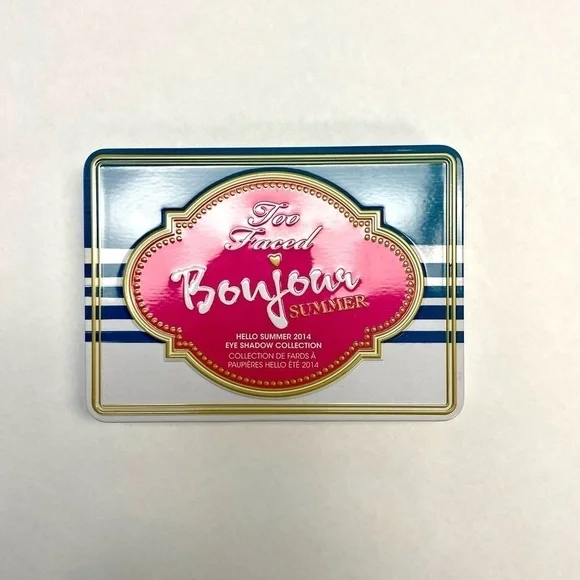 Too
Faced
Bonjour
SUMMER
HELLO SUMMER 2014
EYE SHADOW COLLECTION
COLLECTION DE FARDS À
PAUPIÈRES HELLO ÉTÉ 2014